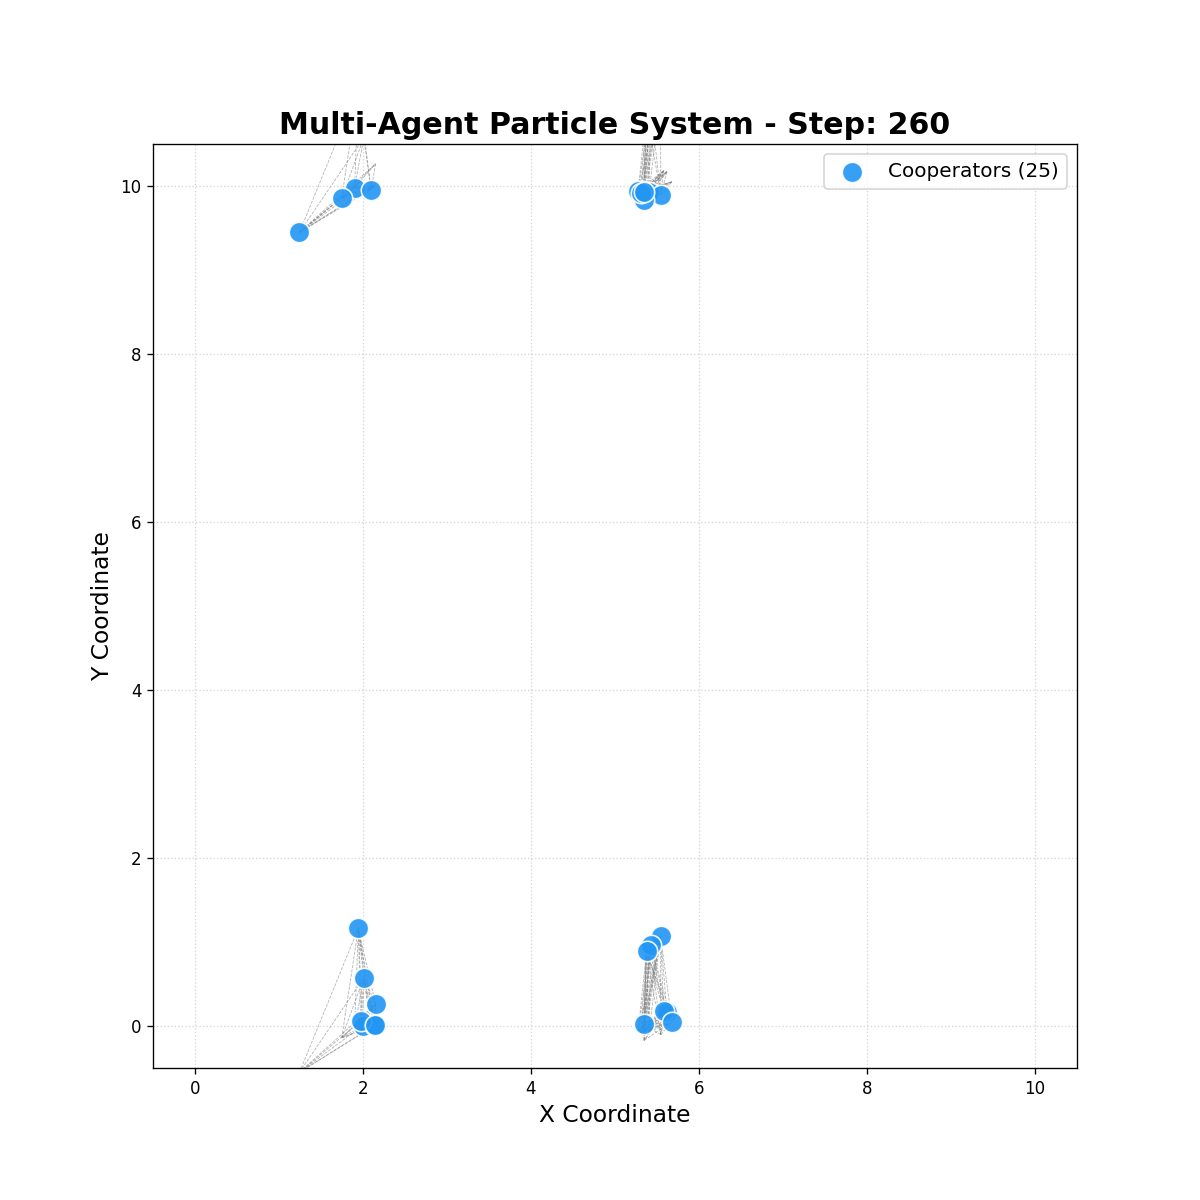 Multi-Agent Particle System - Step: 260
Cooperators (25)
10
8
6
4
2
0
Y Coordinate
0 2 4 6 8 10
X Coordinate